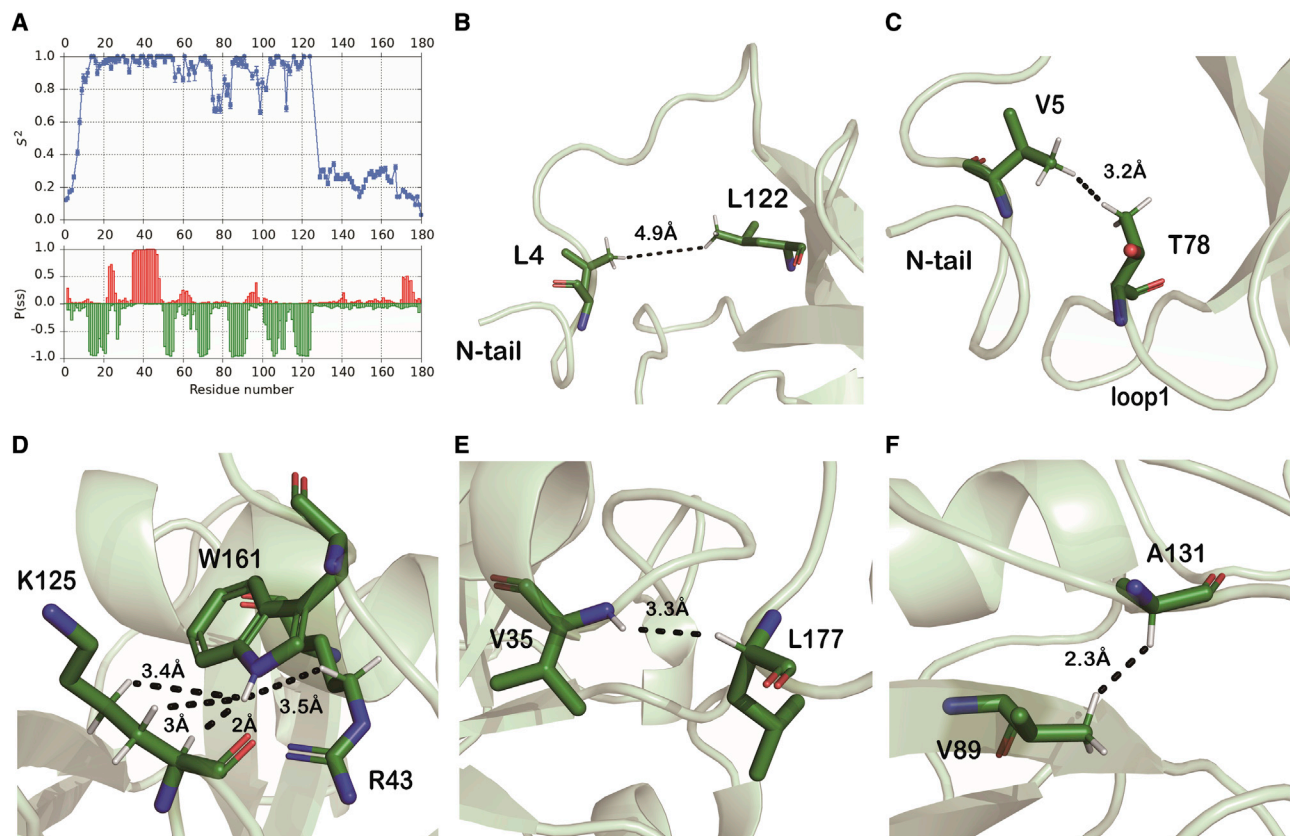 A
0 20 40 60 80 100 120 140 160 180
1.0
0.8
0.6
0.4
0.2
0.0
S²
1.0
0.5
0.0
-0.5
-1.0
P(ss)
0 20 40 60 80 100 120 140 160 180
Residue number
B
L122
4.9Å
L4
N-tail
C
V5
3.2Å
T78
N-tail
loop1
D
W161
K125
3.4Å
3Å
2Å
3.5Å
R43
E
3.3Å
V35
L177
F
A131
2.3Å
V89